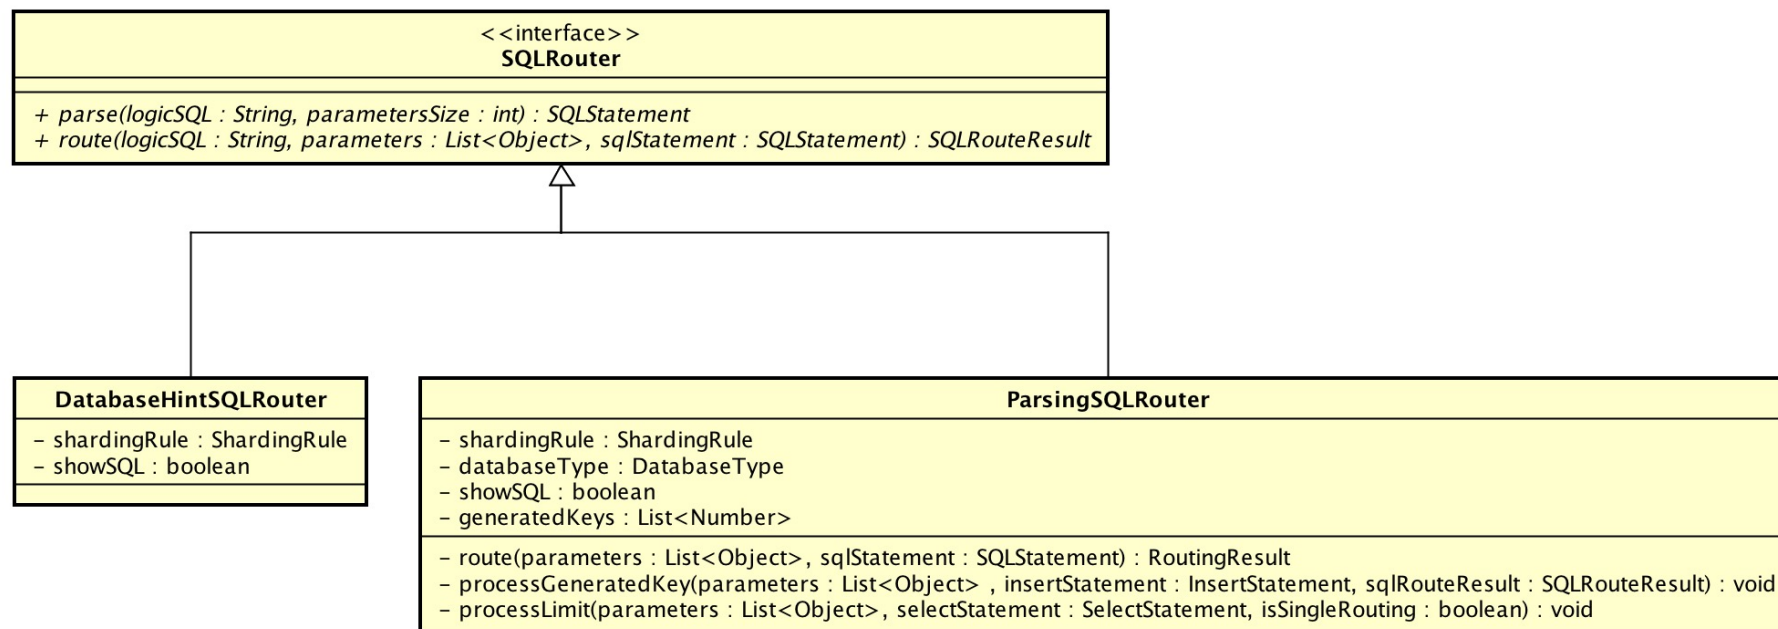 <<interface>>
SQLRouter
+ parse(logicSQL : String, parametersSize : int) : SQLStatement
+ route(logicSQL : String, parameters : List<Object>, sqlStatement : SQLStatement) : SQLRouteResult
DatabaseHintSQLRouter
- shardingRule : ShardingRule
- showSQL : boolean
ParsingSQLRouter
- shardingRule : ShardingRule
- databaseType : DatabaseType
- showSQL : boolean
- generatedKeys : List<Number>
- route(parameters : List<Object>, sqlStatement : SQLStatement) : RoutingResult
- processGeneratedKey(parameters : List<Object> , insertStatement : InsertStatement, sqlRouteResult : SQLRouteResult) : void
- processLimit(parameters : List<Object>, selectStatement : SelectStatement, isSingleRouting : boolean) : void